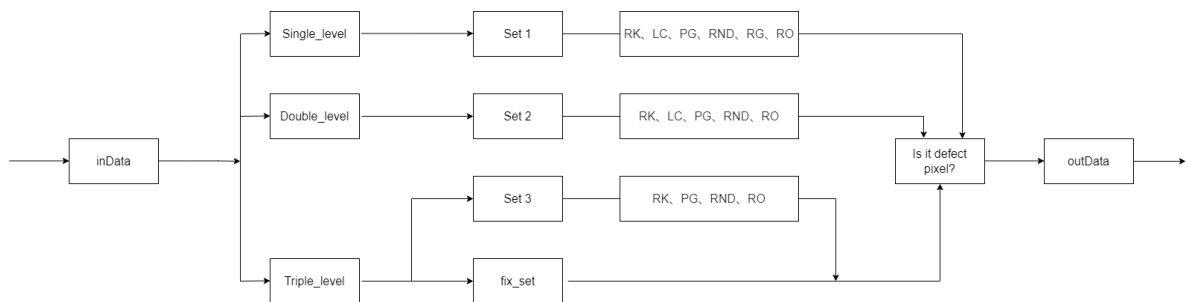 Single_level
Set 1
RK、LC、PG、RND、RG、RO
Double_level
Set 2
RK、LC、PG、RND、RO
inData
Is it defect
pixel?
outData
Set 3
RK、PG、RND、RO
Triple_level
fix_set